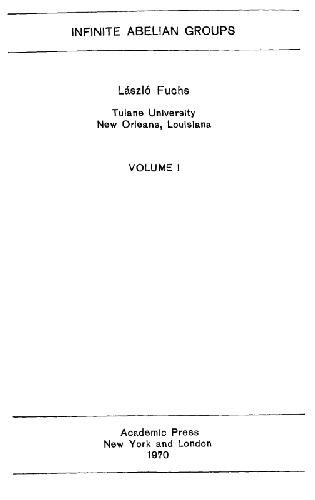 INFINITE ABELIAN GROUPS
László Fuchs
Tulane University
New Orleans, Louisiana
VOLUME I
Academic Press
New York and London
1970